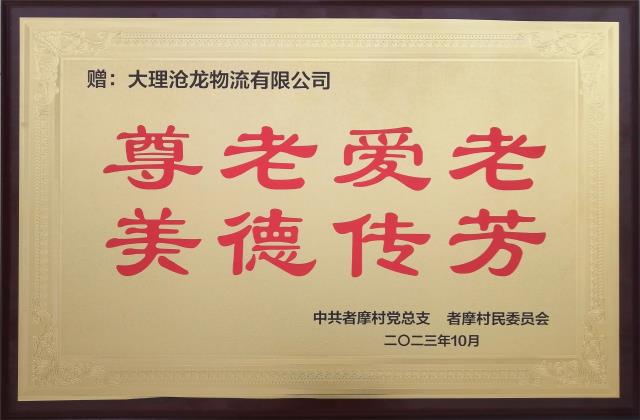 赠：大理沧龙物流有限公司
尊老爱老
美德传芳
中共者摩村党总支 者摩村民委员会
二〇二三年10月